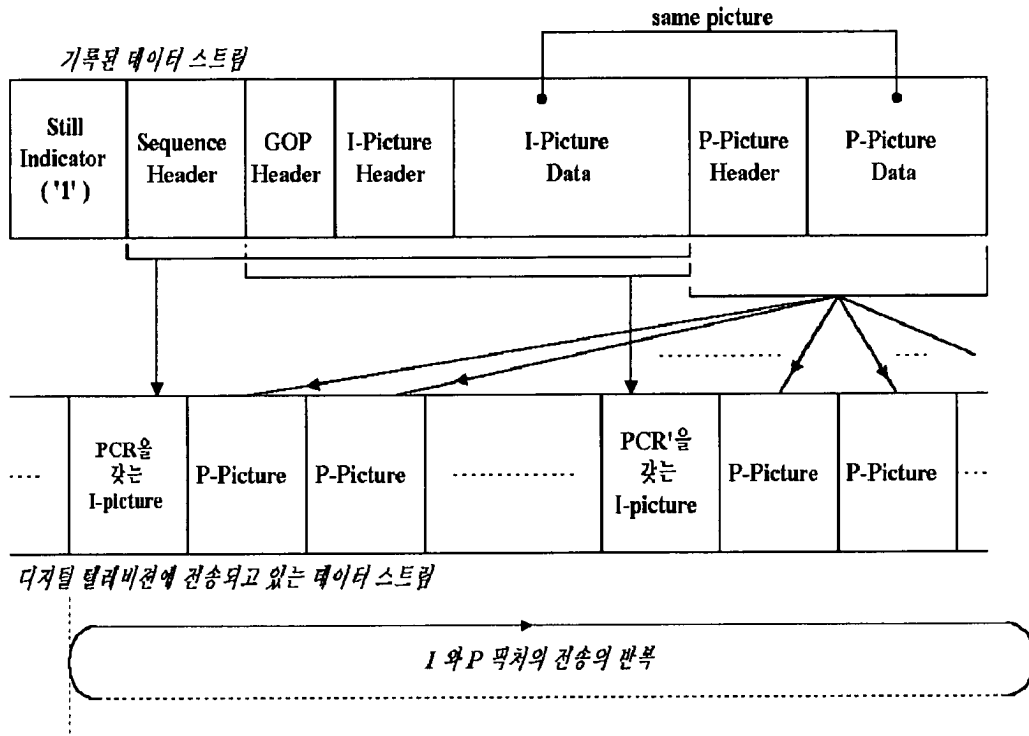 same picture
기록된 데이터 스트림
Still
Indicator
('1')
Sequence
Header
GOP
Header
I-Picture
Header
I-Picture
Data
P-Picture
Header
P-Picture
Data
PCR을
갖는
I-picture
P-Picture
P-Picture
PCR'을
갖는
I-picture
P-Picture
P-Picture
디지털 텔레비전에 전송되고 있는 데이터 스트림
I 와 P 픽처의 전송의 반복